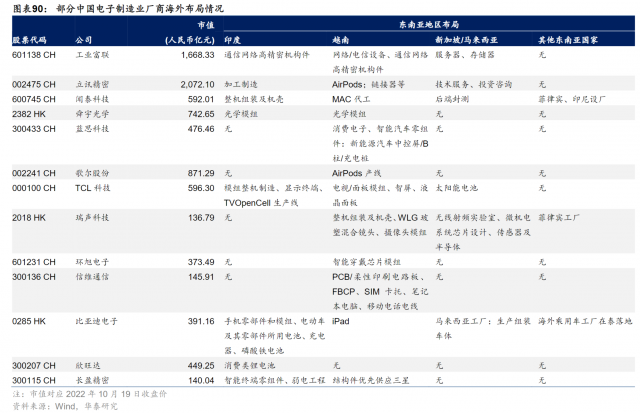 图表90： 部分中国电子制造业厂商海外布局情况
市值 东南亚地区布局
股票代码 公司 (人民币亿元) 印度 越南 新加坡/马来西亚 其他东南亚国家
601138 CH 工业富联 1,668.33 通信网络高精密机构件 网络/电信设备、通信网络 服务器、存储器 无
高精密机构件
002475 CH 立讯精密 2,072.10 加工制造 AirPods；链接器等 技术服务、投资咨询 无
600745 CH 闻泰科技 592.01 整机组装及机壳 MAC 代工 后端封测 菲律宾、印尼设厂
2382 HK 舜宇光学 742.65 光学模组 光学模组 无 无
300433 CH 蓝思科技 476.46 无 消费电子、智能汽车零组 无 无
件；新能源汽车中控屏/B
柱/充电桩
002241 CH 歌尔股份 871.29 无 AirPods 产线 无 无
000100 CH TCL 科技 596.30 模组整机制造、显示终端、 电视/面板模组、智屏、液 太阳能电池 无
TVOpenCell 生产线 晶面板
2018 HK 瑞声科技 136.79 无 整机组装及机壳、WLG 玻 无线射频实验室、微机电 菲律宾工厂
塑混合镜头、摄像头模组 系统芯片设计、传感器及
半导体
601231 CH 环旭电子 373.49 无 智能穿戴芯片模组 无 无
300136 CH 信维通信 145.91 无 PCB/柔性印刷电路板、 无 无
FBCP、SIM 卡托、笔记
本电脑、移动电话电线
0285 HK 比亚迪电子 391.16 手机零部件和模组、电动车 iPad 马来西亚工厂：生产组装 海外乘用车工厂在泰落地
及其零部件所用电池、充电 车体
器、磷酸铁电池
300207 CH 欣旺达 449.25 消费类锂电池 无 无 无
300115 CH 长盈精密 140.04 智能终端零组件、弱电工程 结构件优先供应三星 无 无
注：市值对应 2022 年 10 月 19 日收盘价
资料来源：Wind，华泰研究